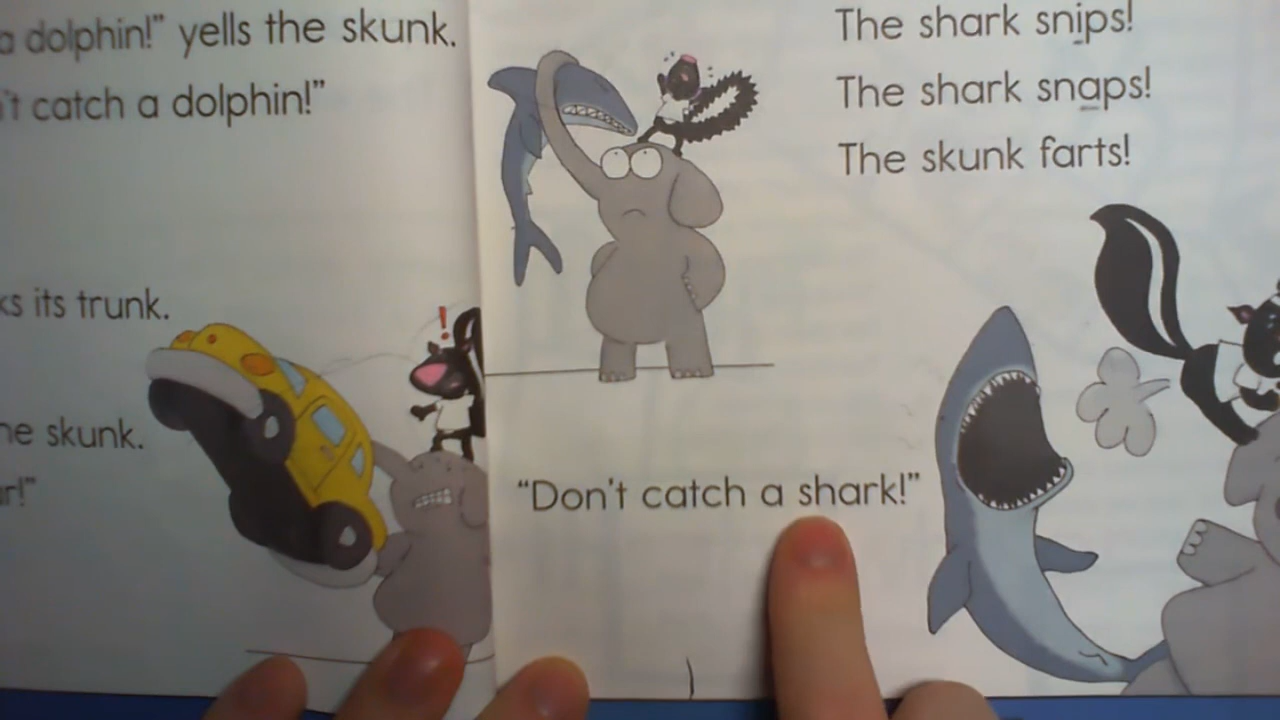 a dolphin!" yells the skunk.
't catch a dolphin!"
ks its trunk.
he skunk.
r!"
"Don't catch a shark!"
The shark snips!
The shark snaps!
The skunk farts!